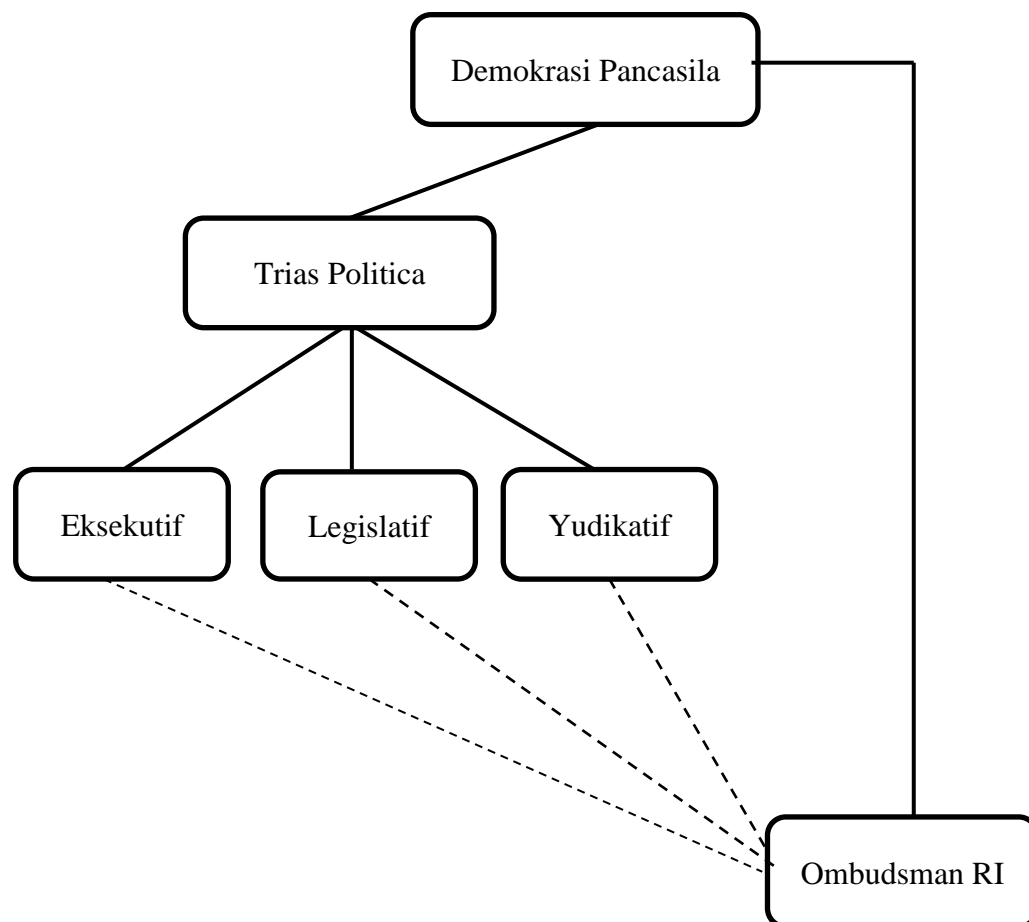 Demokrasi Pancasila
Trias Politica
Eksekutif
Legislatif
Yudikatif
Ombudsman RI